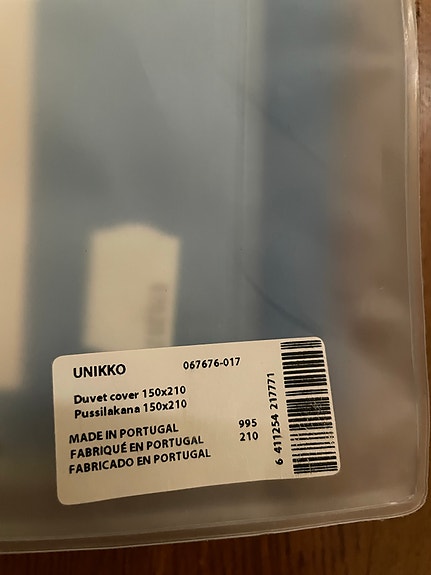 UNIKKO 067676-017
Duvet cover 150x210
Pussilakana 150x210
MADE IN PORTUGAL 995
FABRIQUÉ EN PORTUGAL 210
FABRICADO EN PORTUGAL
6 411254 217771